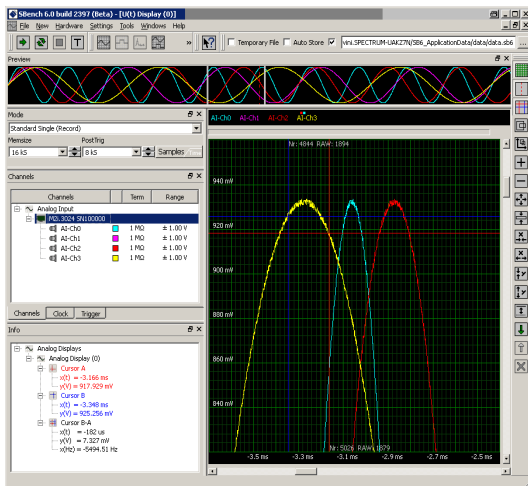 SBench 6.0 build 2397 (Beta) - [U(t) Display (0)]
File New Hardware Settings Tools Windows Help
T » Temporary File Auto Store vini.SPECTRUM-UAKZ7N/SB6_ApplicationData/data/data.sb6 ...
Preview
Mode
Standard Single (Record)
Memsize PostTrig
16 kS 8 kS Samples
Channels
Channels Term Range
Analog Input
M2i.3024 SN100000
AI-Ch0 1 MΩ ± 1.00 V
AI-Ch1 1 MΩ ± 1.00 V
AI-Ch2 1 MΩ ± 1.00 V
AI-Ch3 1 MΩ ± 1.00 V
Channels Clock Trigger
Info
Analog Displays
Analog Display (0)
Cursor A
x(t) = -3.166 ms
y(V) = 917.929 mV
Cursor B
x(t) = -3.348 ms
y(V) = 925.256 mV
Cursor B-A
x(t) = -182 us
y(V) = 7.327 mV
x(Hz) = -5494.51 Hz
AI-Ch0 AI-Ch1 AI-Ch2 AI-Ch3
Nr: 4844 RAW: 1894
940 mV
920 mV
900 mV
880 mV
860 mV
840 mV
Nr: 5026 RAW: 1879
-3.5 ms -3.3 ms -3.1 ms -2.9 ms -2.7 ms -2.5 ms